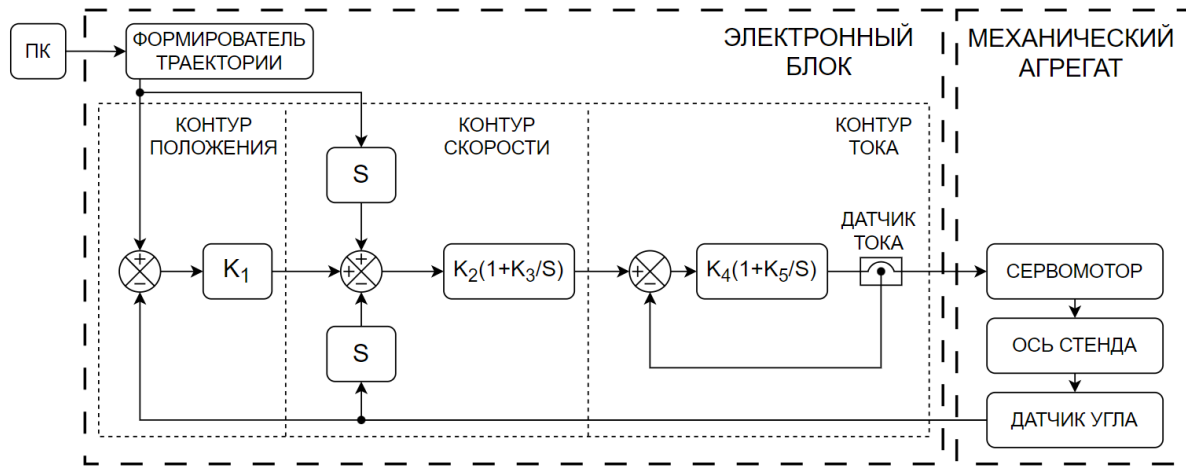 ПК
ФОРМИРОВАТЕЛЬ
ТРАЕКТОРИИ
ЭЛЕКТРОННЫЙ
БЛОК
МЕХАНИЧЕСКИЙ
АГРЕГАТ
КОНТУР
ПОЛОЖЕНИЯ
КОНТУР
СКОРОСТИ
КОНТУР
ТОКА
S
ДАТЧИК
ТОКА
+
−
K₁
+
+
−
K₂(1+K₃/S)
+
−
K₄(1+K₅/S)
СЕРВОМОТОР
S
ОСЬ СТЕНДА
ДАТЧИК УГЛА